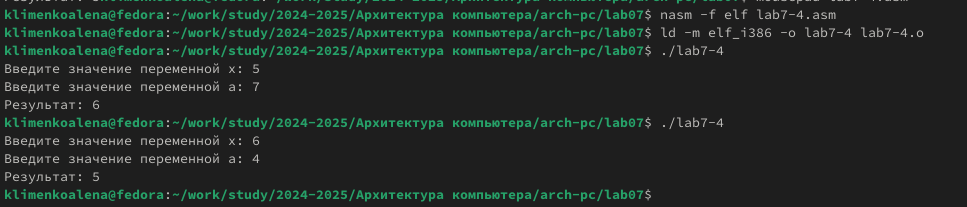 klimenkoalena@fedora:~/work/study/2024-2025/Архитектура компьютера/arch-pc/lab07$ nasm -f elf lab7-4.asm
klimenkoalena@fedora:~/work/study/2024-2025/Архитектура компьютера/arch-pc/lab07$ ld -m elf_i386 -o lab7-4 lab7-4.o
klimenkoalena@fedora:~/work/study/2024-2025/Архитектура компьютера/arch-pc/lab07$ ./lab7-4
Введите значение переменной x: 5
Введите значение переменной a: 7
Результат: 6
klimenkoalena@fedora:~/work/study/2024-2025/Архитектура компьютера/arch-pc/lab07$ ./lab7-4
Введите значение переменной x: 6
Введите значение переменной a: 4
Результат: 5
klimenkoalena@fedora:~/work/study/2024-2025/Архитектура компьютера/arch-pc/lab07$